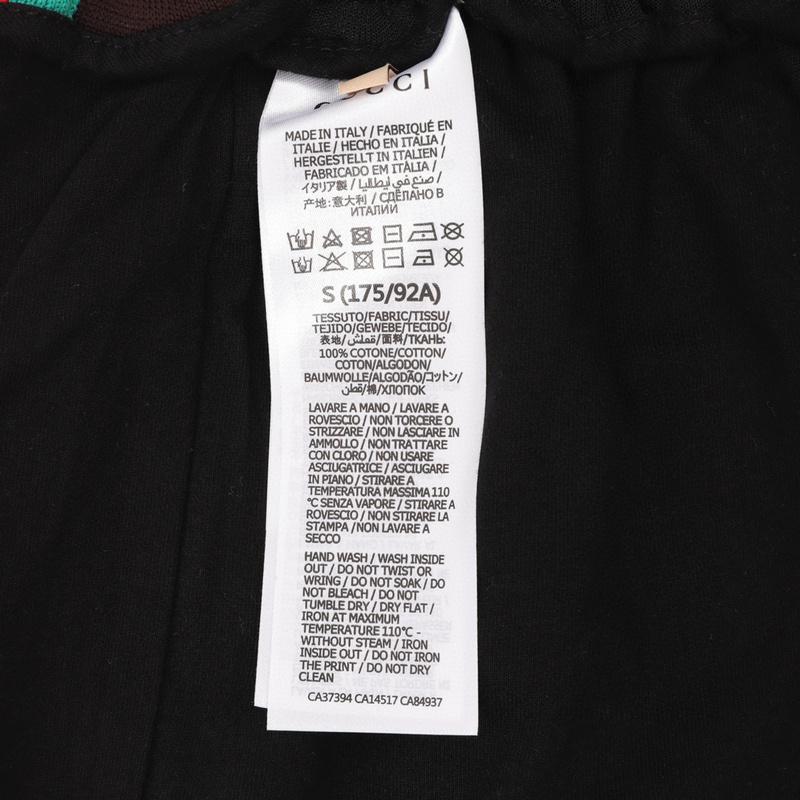 GUCCI
MADE IN ITALY / FABRIQUÉ EN
ITALIE / HECHO EN ITALIA /
HERGESTELLT IN ITALIEN /
FABRICADO EM ITÀLIA /
イタリア製 / صنع في ايطاليا /
产地:意大利 / СДЕЛАНО В
ИТАЛИИ
S (175/92A)
TESSUTO/FABRIC/TISSU/
TEJIDO/GEWEBE/TECIDO/
表地/قماش/面料/ТКАНЬ:
100% COTONE/COTTON/
COTON/ALGODON/
BAUMWOLLE/ALGODÃO/コットン/
قطن/棉/ХЛОПОК
LAVARE A MANO / LAVARE A
ROVESCIO / NON TORCERE O
STRIZZARE / NON LASCIARE IN
AMMOLLO / NON TRATTARE
CON CLORO / NON USARE
ASCIUGATRICE / ASCIUGARE
IN PIANO / STIRARE A
TEMPERATURA MASSIMA 110
°C SENZA VAPORE / STIRARE A
ROVESCIO / NON STIRARE LA
STAMPA /NON LAVARE A
SECCO
HAND WASH / WASH INSIDE
OUT / DO NOT TWIST OR
WRING / DO NOT SOAK / DO
NOT BLEACH / DO NOT
TUMBLE DRY / DRY FLAT /
IRON AT MAXIMUM
TEMPERATURE 110°C -
WITHOUT STEAM / IRON
INSIDE OUT / DO NOT IRON
THE PRINT / DO NOT DRY
CLEAN
CA37394 CA14517 CA84937